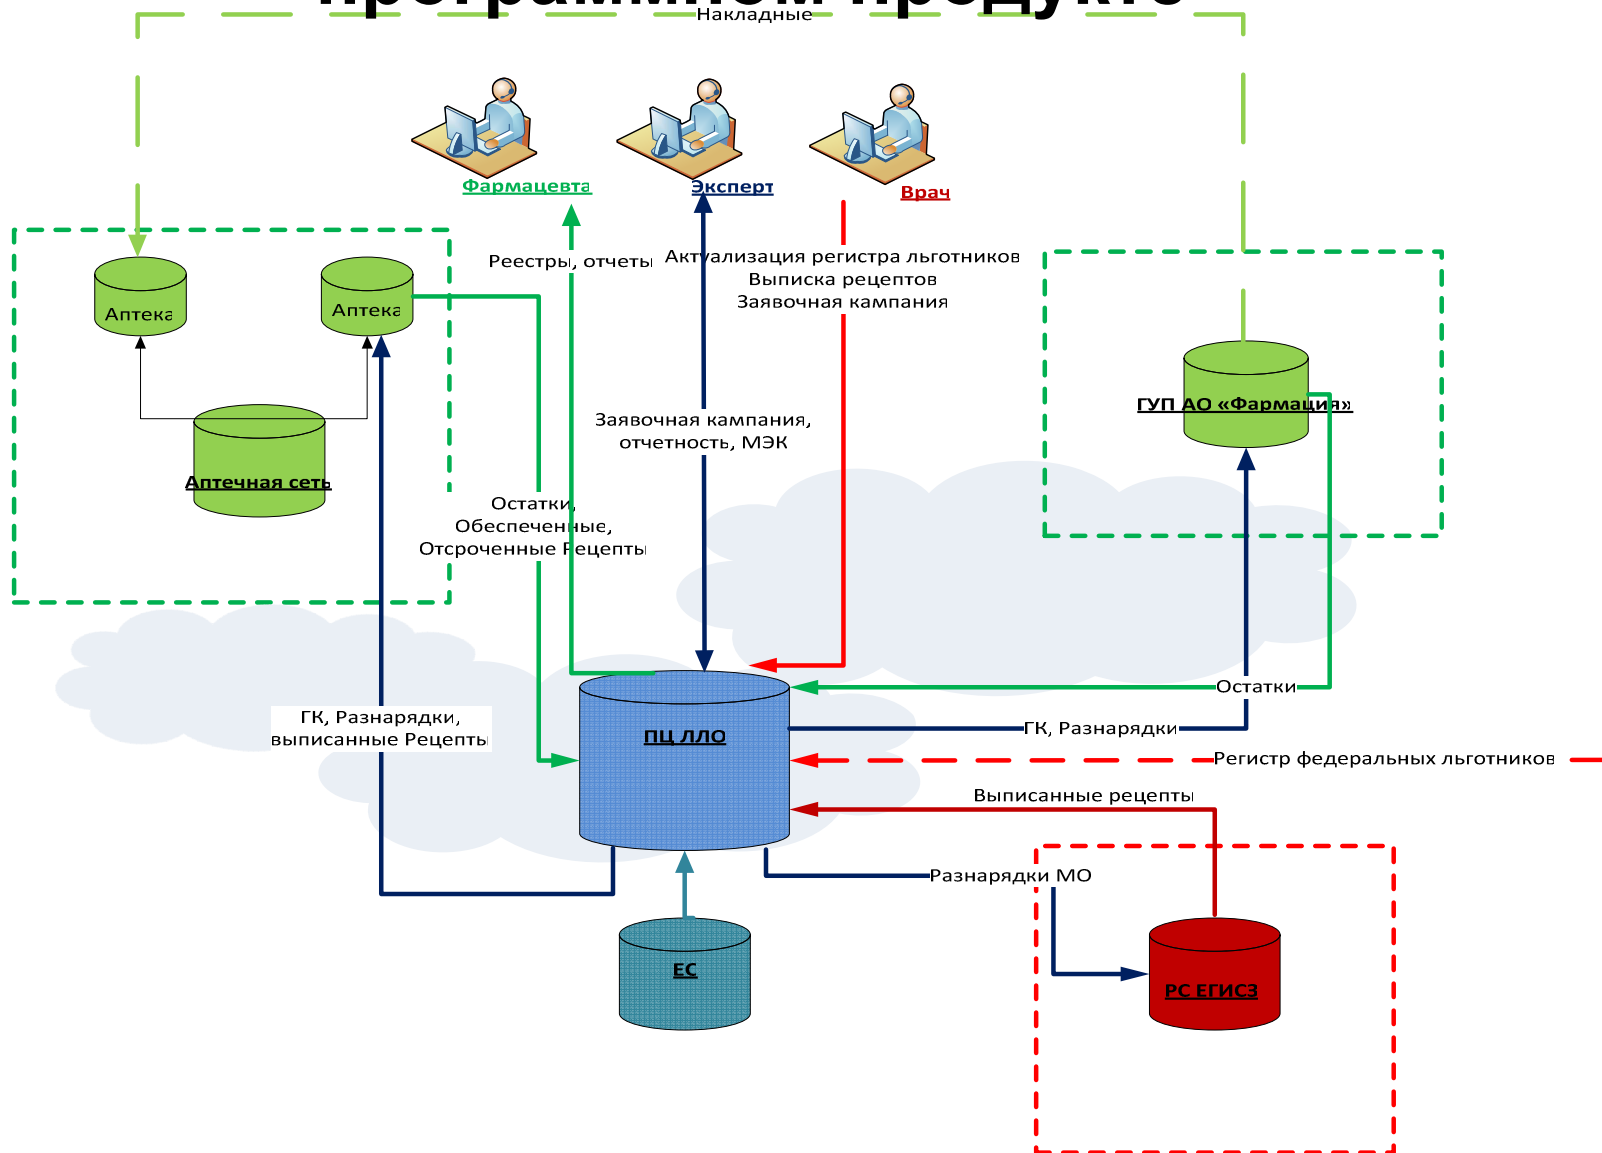 программном продукте
Накладные
Фармацевта
Эксперт
Врач
Реестры, отчеты
Актуализация регистра льготников
Выписка рецептов
Заявочная кампания
Аптека
Аптека
ГУП АО «Фармация»
Заявочная кампания,
отчетность, МЭК
Аптечная сеть
Остатки,
Обеспеченные,
Отсроченные Рецепты
Остатки
ГК, Разнарядки,
выписанные Рецепты
ПЦ ЛЛО
ГК, Разнарядки
Регистр федеральных льготников
Выписанные рецепты
Разнарядки МО
ЕС
РС ЕГИСЗ